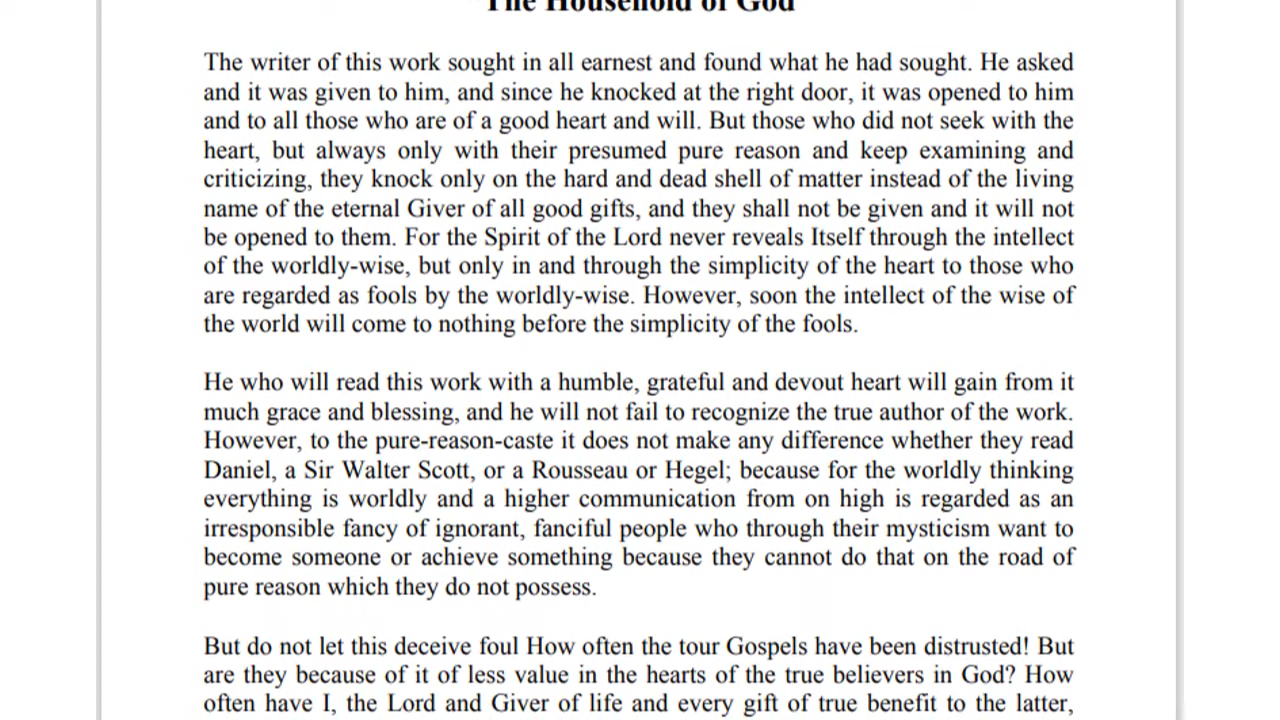 "The Household of God
The writer of this work sought in all earnest and found what he had sought. He asked
and it was given to him, and since he knocked at the right door, it was opened to him
and to all those who are of a good heart and will. But those who did not seek with the
heart, but always only with their presumed pure reason and keep examining and
criticizing, they knock only on the hard and dead shell of matter instead of the living
name of the eternal Giver of all good gifts, and they shall not be given and it will not
be opened to them. For the Spirit of the Lord never reveals Itself through the intellect
of the worldly-wise, but only in and through the simplicity of the heart to those who
are regarded as fools by the worldly-wise. However, soon the intellect of the wise of
the world will come to nothing before the simplicity of the fools.
He who will read this work with a humble, grateful and devout heart will gain from it
much grace and blessing, and he will not fail to recognize the true author of the work.
However, to the pure-reason-caste it does not make any difference whether they read
Daniel, a Sir Walter Scott, or a Rousseau or Hegel; because for the worldly thinking
everything is worldly and a higher communication from on high is regarded as an
irresponsible fancy of ignorant, fanciful people who through their mysticism want to
become someone or achieve something because they cannot do that on the road of
pure reason which they do not possess.
But do not let this deceive foul How often the tour Gospels have been distrusted! But
are they because of it of less value in the hearts of the true believers in God? How
often have I, the Lord and Giver of life and every gift of true benefit to the latter,